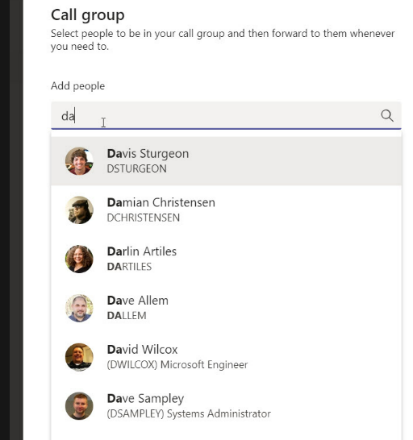 Call group
Select people to be in your call group and then forward to them whenever
you need to.
Add people
da
Davis Sturgeon
DSTURGEON
Damian Christensen
DCHRISTENSEN
Darlin Artiles
DARTILES
Dave Allem
DALLEM
David Wilcox
(DWILCOX) Microsoft Engineer
Dave Sampley
(DSAMPLEY) Systems Administrator